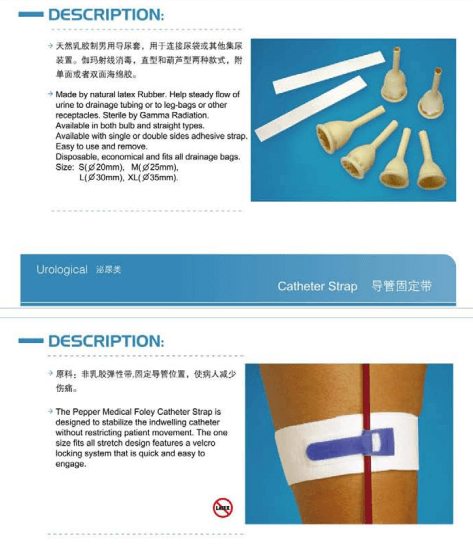 DESCRIPTION:
天然乳胶制男用导尿套，用于连接尿袋或其他集尿
装置。伽玛射线消毒，直型和葫芦型两种款式，附
单面或者双面海绵胶。
Made by natural latex Rubber. Help steady flow of
urine to drainage tubing or to leg-bags or other
receptacles. Sterile by Gamma Radiation.
Available in both bulb and straight types.
Available with single or double sides adhesive strap.
Easy to use and remove.
Disposable, economical and fits all drainage bags.
Size: S(Ø20mm), M(Ø25mm),
L(Ø30mm), XL(Ø35mm).
Urological 泌尿类
Catheter Strap 导管固定带
DESCRIPTION:
原料：非乳胶弹性带,固定导管位置，使病人减少
伤痛。
The Pepper Medical Foley Catheter Strap is
designed to stabilize the indwelling catheter
without restricting patient movement. The one
size fits all stretch design features a velcro
locking system that is quick and easy to
engage.
LATEX